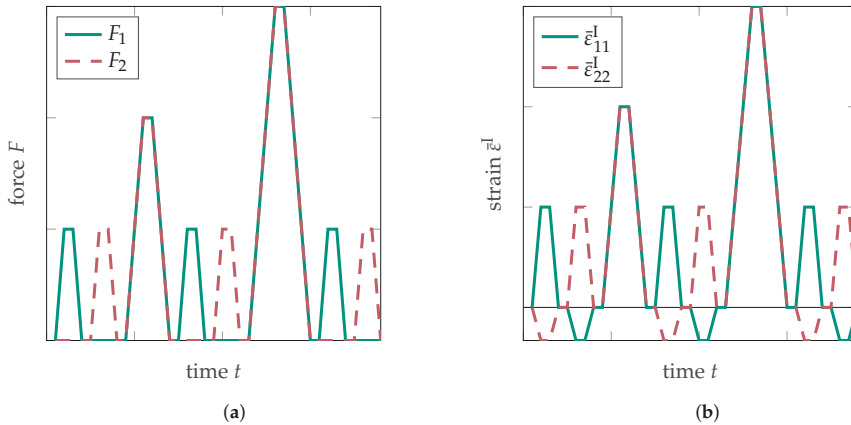 F₁
F₂
force F
time t
(a)
ε̄ᴵ₁₁
ε̄ᴵ₂₂
strain ε̄ᴵ
time t
(b)